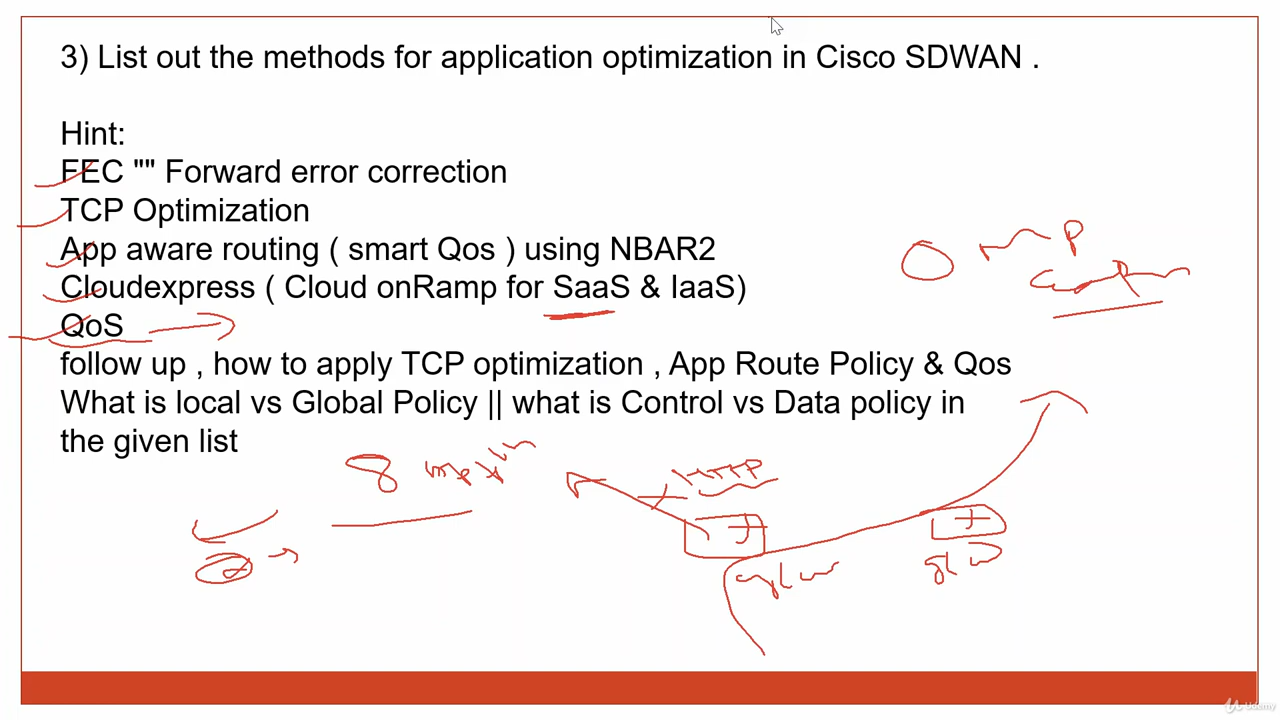 3) List out the methods for application optimization in Cisco SDWAN .
Hint:
FEC "" Forward error correction
TCP Optimization
App aware routing ( smart Qos ) using NBAR2
Cloudexpress ( Cloud onRamp for SaaS & IaaS)
QoS
follow up , how to apply TCP optimization , App Route Policy & Qos
What is local vs Global Policy || what is Control vs Data policy in
the given list
HTTP
8
Udemy